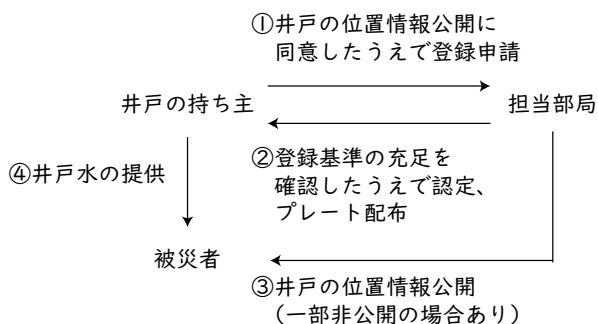 ①井戸の位置情報公開に
同意したうえで登録申請
井戸の持ち主
担当部局
②登録基準の充足を
確認したうえで認定、
プレート配布
④井戸水の提供
被災者
③井戸の位置情報公開
（一部非公開の場合あり）